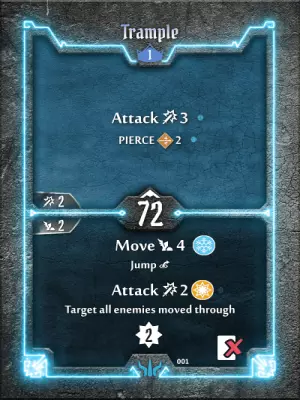 Trample
1
Attack 3
PIERCE 2
2
72
2
Move 4
Jump
Attack 2
Target all enemies moved through
2
001